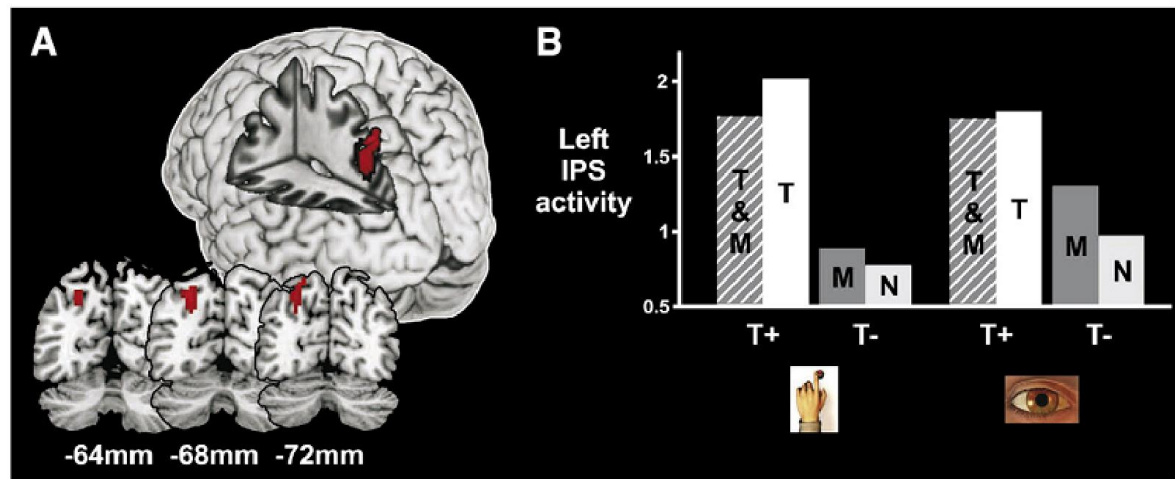 A
-64mm -68mm -72mm
B
Left
IPS
activity
2
1.5
1
0.5
T
&
M
T
M
N
T
&
M
T
M
N
T+ T- T+ T-